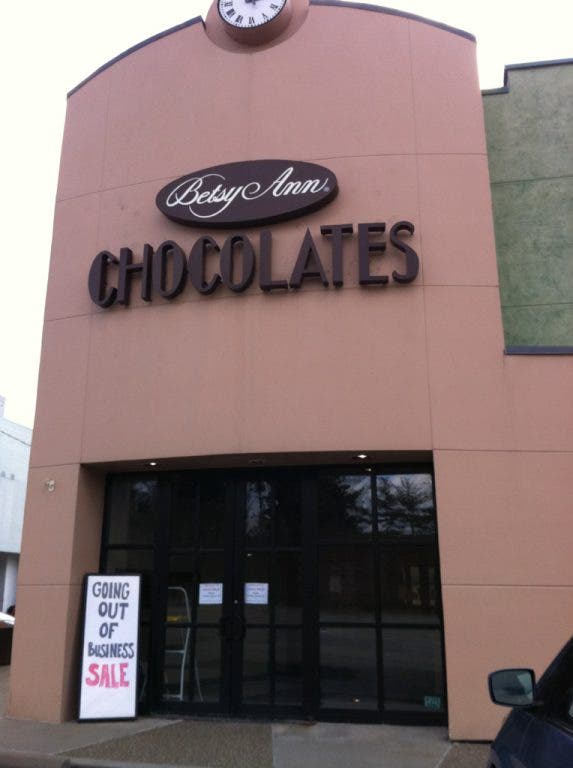 Betsy Ann
CHOCOLATES
GOING
OUT
OF
BUSINESS
SALE